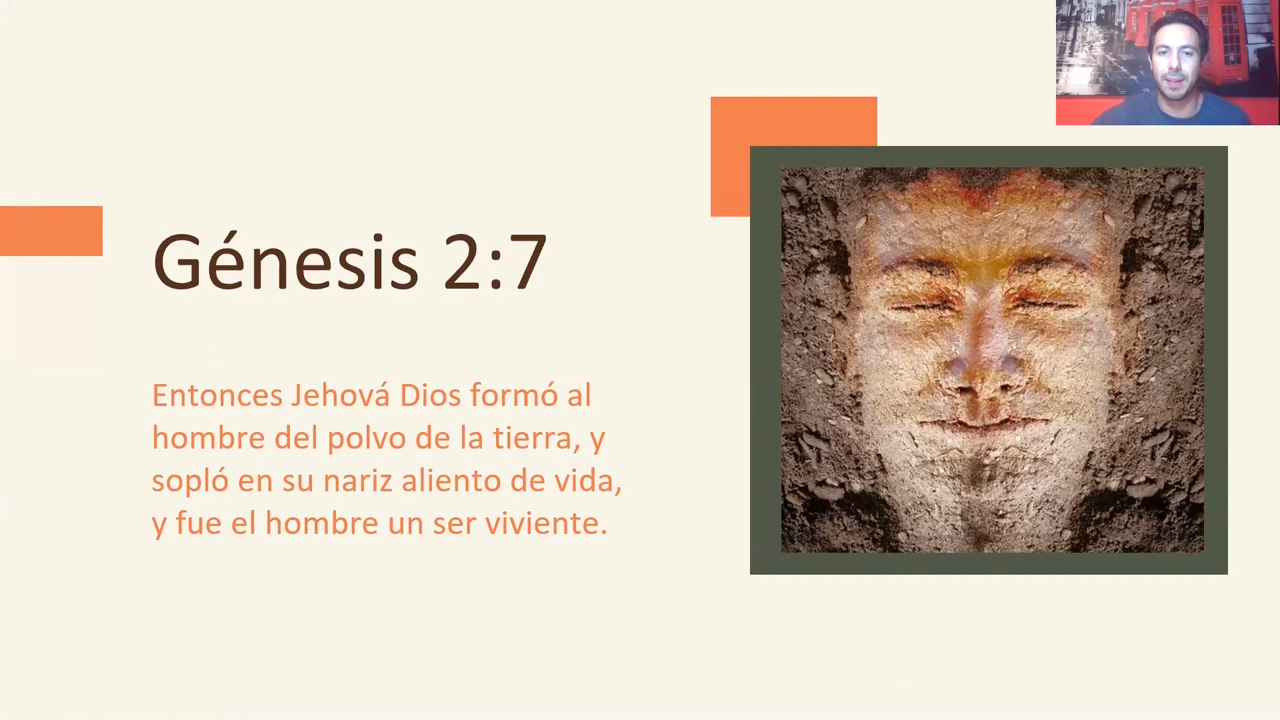 Génesis 2:7
Entonces Jehová Dios formó al
hombre del polvo de la tierra, y
sopló en su nariz aliento de vida,
y fue el hombre un ser viviente.